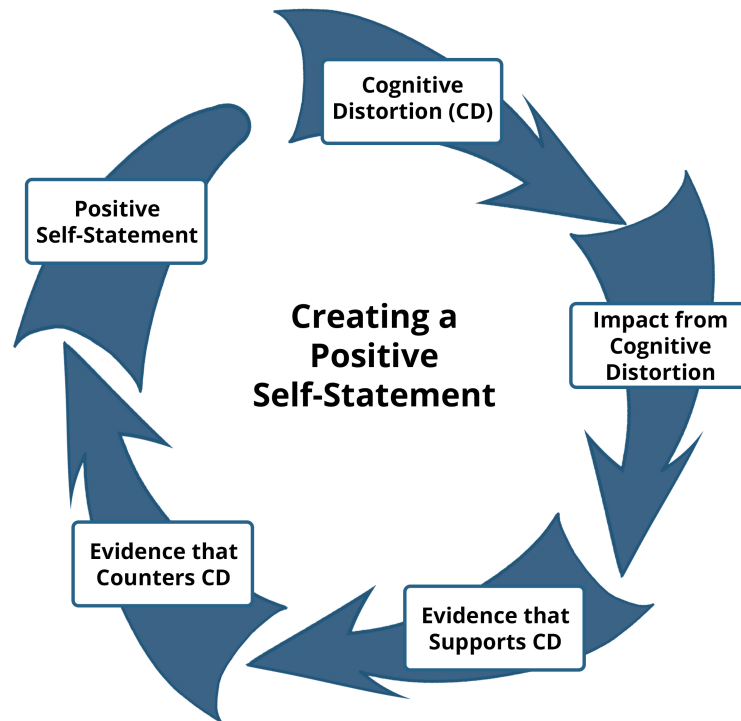 Cognitive
Distortion (CD)
Impact from
Cognitive
Distortion
Evidence that
Supports CD
Evidence that
Counters CD
Positive
Self-Statement
Creating a
Positive
Self-Statement